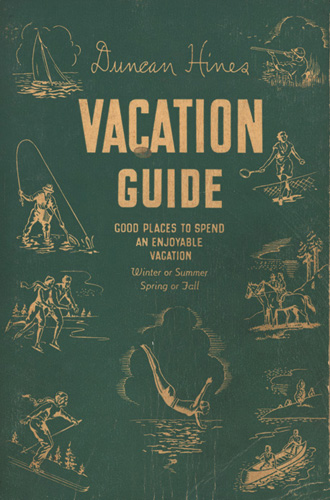 Duncan Hines
VACATION
GUIDE
GOOD PLACES TO SPEND
AN ENJOYABLE
VACATION
Winter or Summer
Spring or Fall